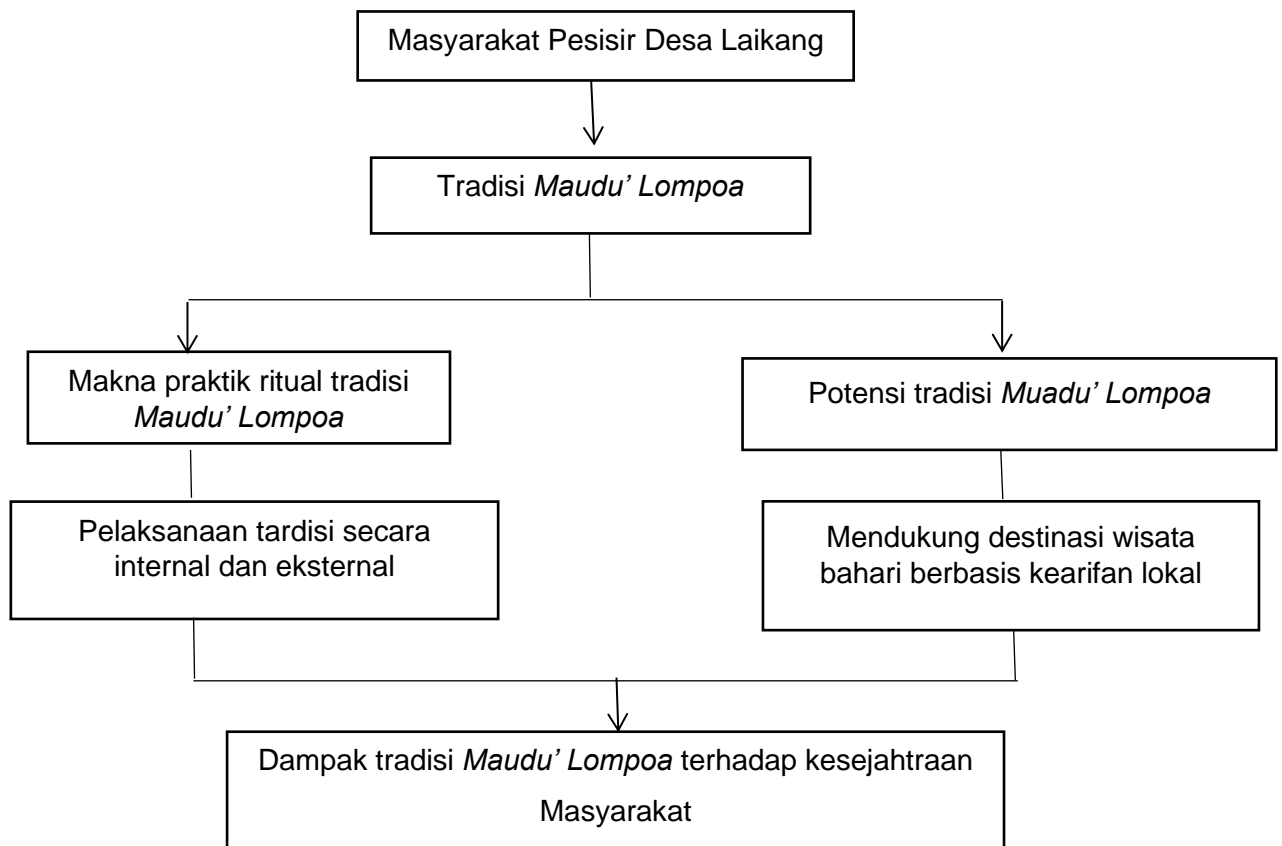 Masyarakat Pesisir Desa Laikang
Tradisi Maudu’ Lompoa
Makna praktik ritual tradisi
Maudu’ Lompoa
Potensi tradisi Muadu’ Lompoa
Pelaksanaan tardisi secara
internal dan eksternal
Mendukung destinasi wisata
bahari berbasis kearifan lokal
Dampak tradisi Maudu’ Lompoa terhadap kesejahtraan
Masyarakat